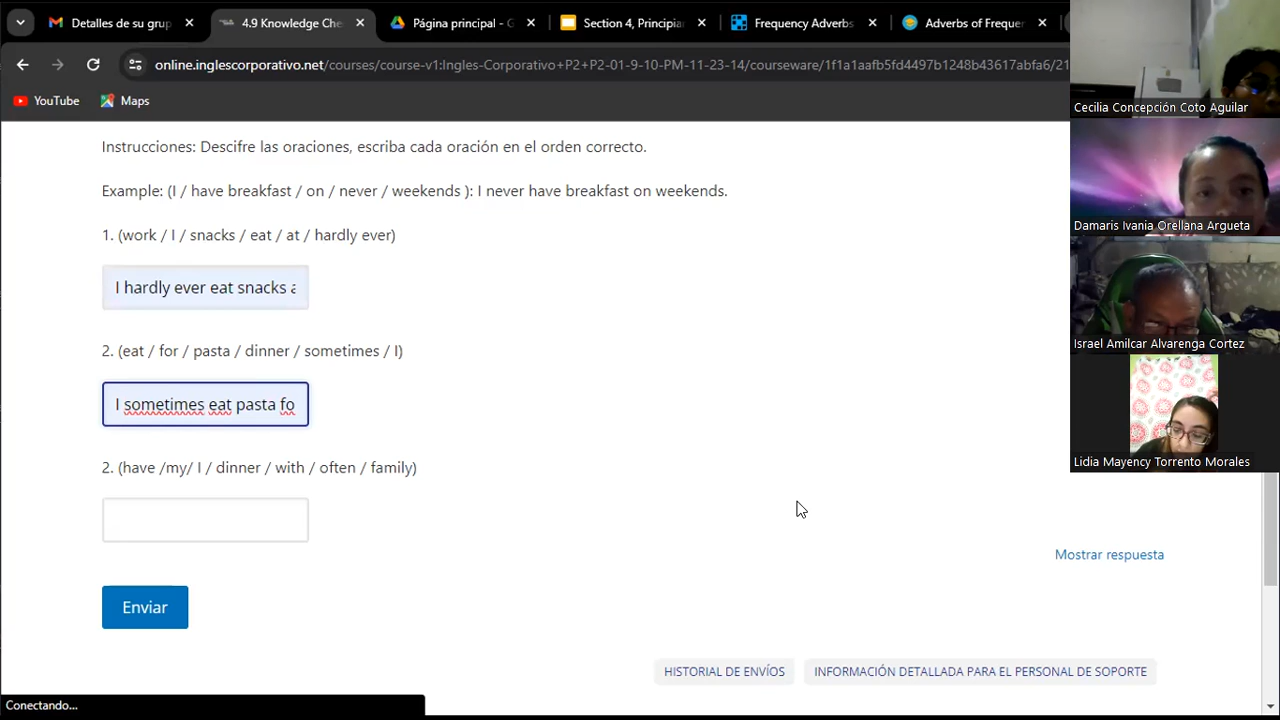 Detalles de su grup
4.9 Knowledge Che
Página principal - G
Section 4, Principian
Frequency Adverbs
Adverbs of Frequen
online.inglescorporativo.net/courses/course-v1:Ingles-Corporativo+P2+P2-01-9-10-PM-11-23-14/courseware/1f1a1aafb5fd4497b1248b43617abfa6/21
YouTube
Maps
Cecilia Concepción Coto Aguilar
Instrucciones: Descifre las oraciones, escriba cada oración en el orden correcto.
Example: (I / have breakfast / on / never / weekends ): I never have breakfast on weekends.
Damaris Ivania Orellana Argueta
1. (work / I / snacks / eat / at / hardly ever)
I hardly ever eat snacks a
Israel Amilcar Alvarenga Cortez
2. (eat / for / pasta / dinner / sometimes / I)
I sometimes eat pasta fo
Lidia Mayency Torrento Morales
2. (have /my/ I / dinner / with / often / family)
Mostrar respuesta
Enviar
HISTORIAL DE ENVÍOS
INFORMACIÓN DETALLADA PARA EL PERSONAL DE SOPORTE
Conectando...